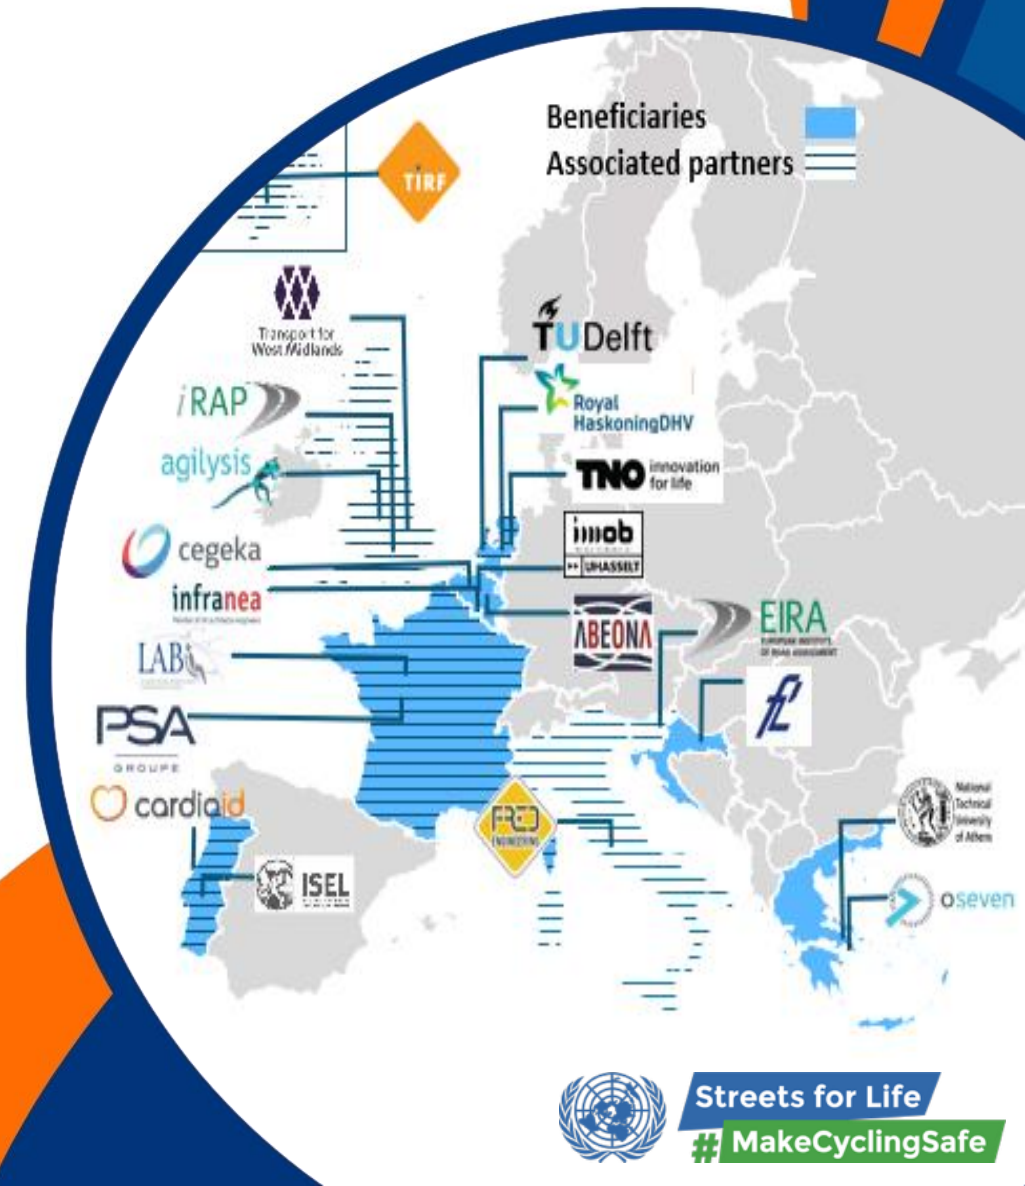 Beneficiaries
Associated partners
TIRF
Transport for
West Midlands
iRAP
agilysis
cegeka
infranea
LAB
PSA
GROUPE
cardioid
ISEL
TU Delft
Royal
HaskoningDHV
TNO innovation
for life
imob
UHASSELT
ABEONA
EIRA
EUROPEAN INSTITUTE
OF ROAD ASSESSMENT
FRED
ENGINEERING
National
Technical
University
of Athens
oseven
Streets for Life
#MakeCyclingSafe